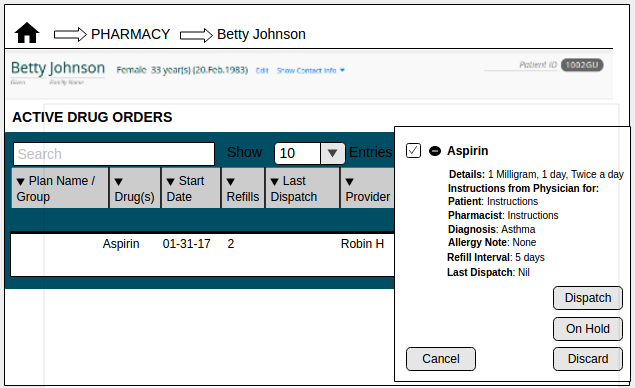 PHARMACY Betty Johnson
Betty Johnson Female 33 year(s) (20.Feb.1983) Edit Show Contact Info Patient ID 1002GU
Given Family Name
ACTIVE DRUG ORDERS
Search Show 10 Entries
Plan Name / Group Drug(s) Start Date Refills Last Dispatch Provider
Aspirin 01-31-17 2 Robin H
Aspirin
Details: 1 Milligram, 1 day, Twice a day
Instructions from Physician for:
Patient: Instructions
Pharmacist: Instructions
Diagnosis: Asthma
Allergy Note: None
Refill Interval: 5 days
Last Dispatch: Nil
Dispatch
On Hold
Cancel Discard